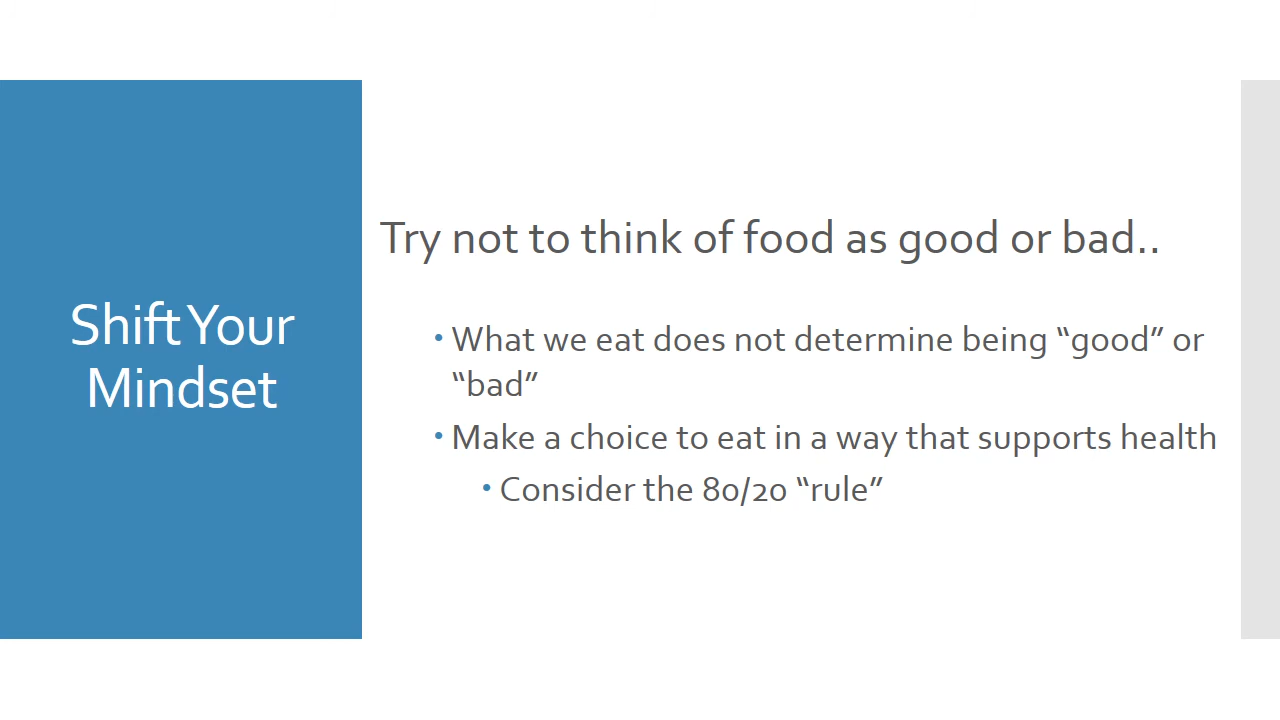 Shift Your
Mindset
Try not to think of food as good or bad..
• What we eat does not determine being “good” or
“bad”
• Make a choice to eat in a way that supports health
• Consider the 80/20 “rule”